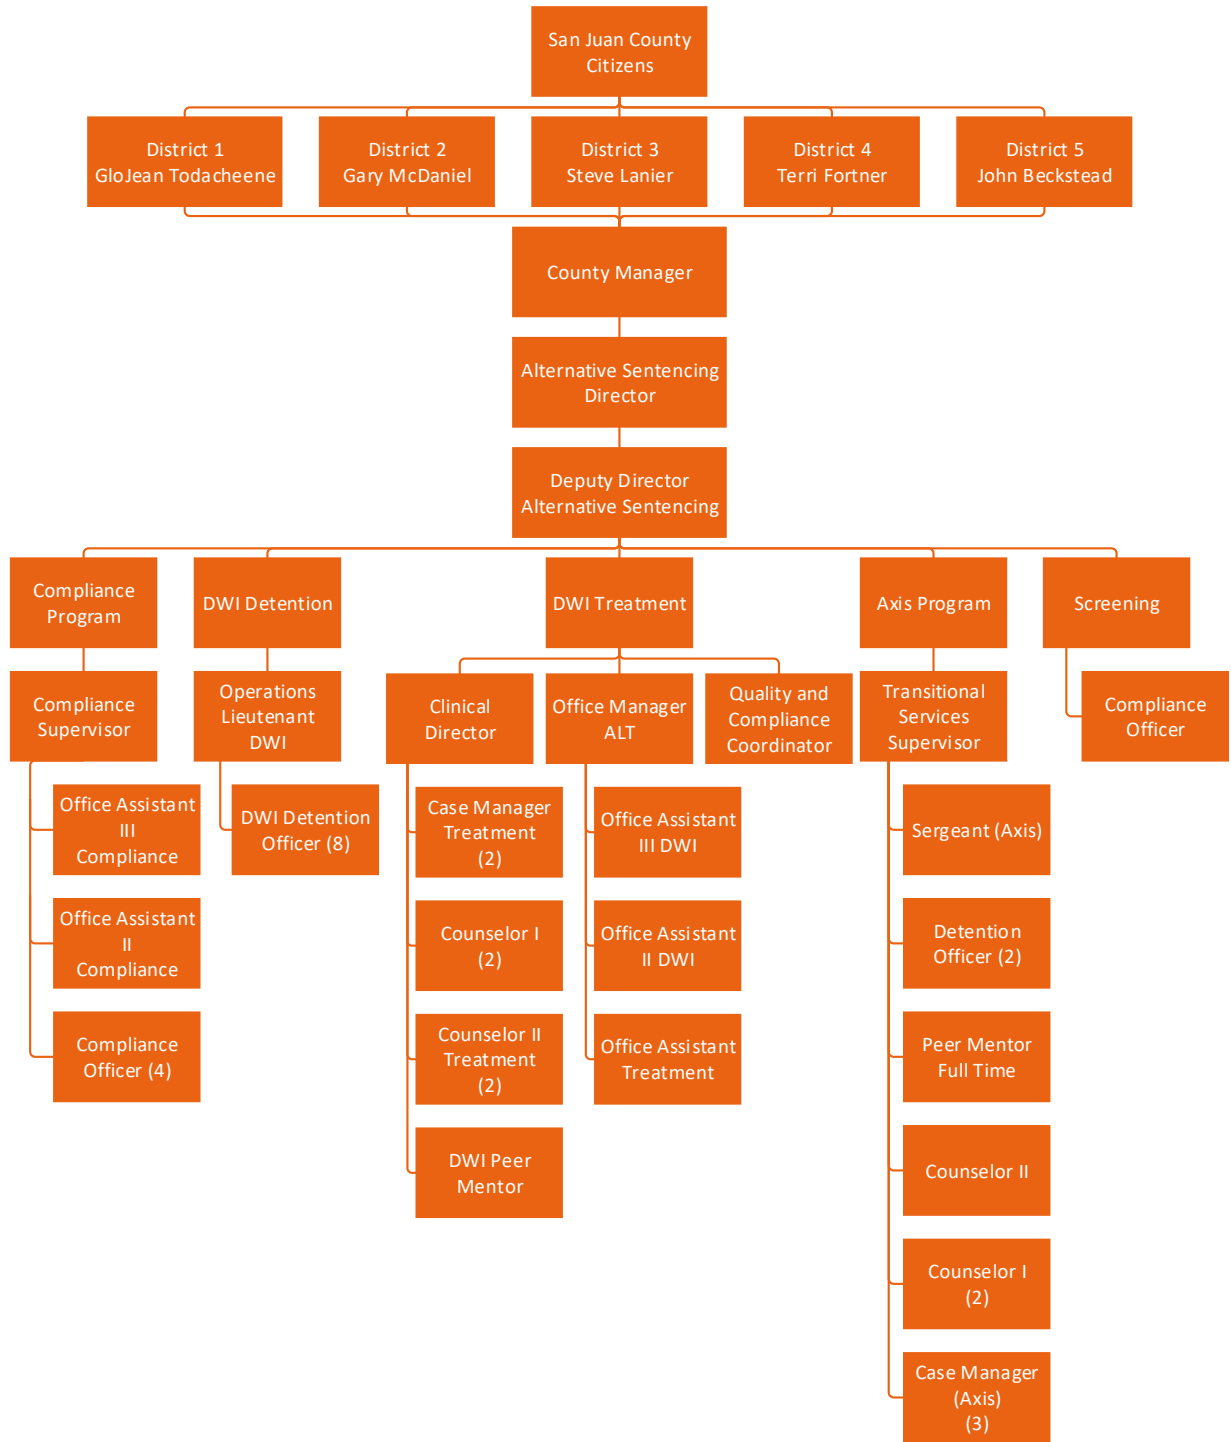 San Juan County
Citizens
District 1
GloJean Todacheene
District 2
Gary McDaniel
District 3
Steve Lanier
District 4
Terri Fortner
District 5
John Beckstead
County Manager
Alternative Sentencing
Director
Deputy Director
Alternative Sentencing
Compliance
Program
DWI Detention
DWI Treatment
Axis Program
Screening
Compliance
Supervisor
Operations
Lieutenant
DWI
Clinical
Director
Office Manager
ALT
Quality and
Compliance
Coordinator
Transitional
Services
Supervisor
Compliance
Officer
Office Assistant
III
Compliance
Office Assistant
II
Compliance
Compliance
Officer (4)
DWI Detention
Officer (8)
Case Manager
Treatment
(2)
Counselor I
(2)
Counselor II
Treatment
(2)
DWI Peer
Mentor
Office Assistant
III DWI
Office Assistant
II DWI
Office Assistant
Treatment
Sergeant (Axis)
Detention
Officer (2)
Peer Mentor
Full Time
Counselor II
Counselor I
(2)
Case Manager
(Axis)
(3)